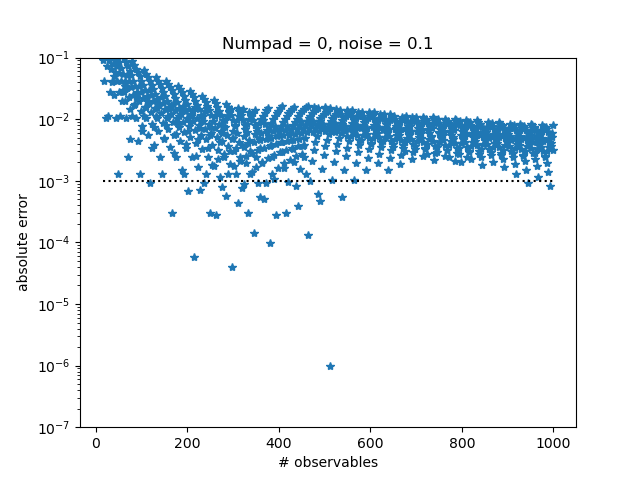 Numpad = 0, noise = 0.1
absolute error
10⁻¹
10⁻²
10⁻³
10⁻⁴
10⁻⁵
10⁻⁶
10⁻⁷
0 200 400 600 800 1000
# observables